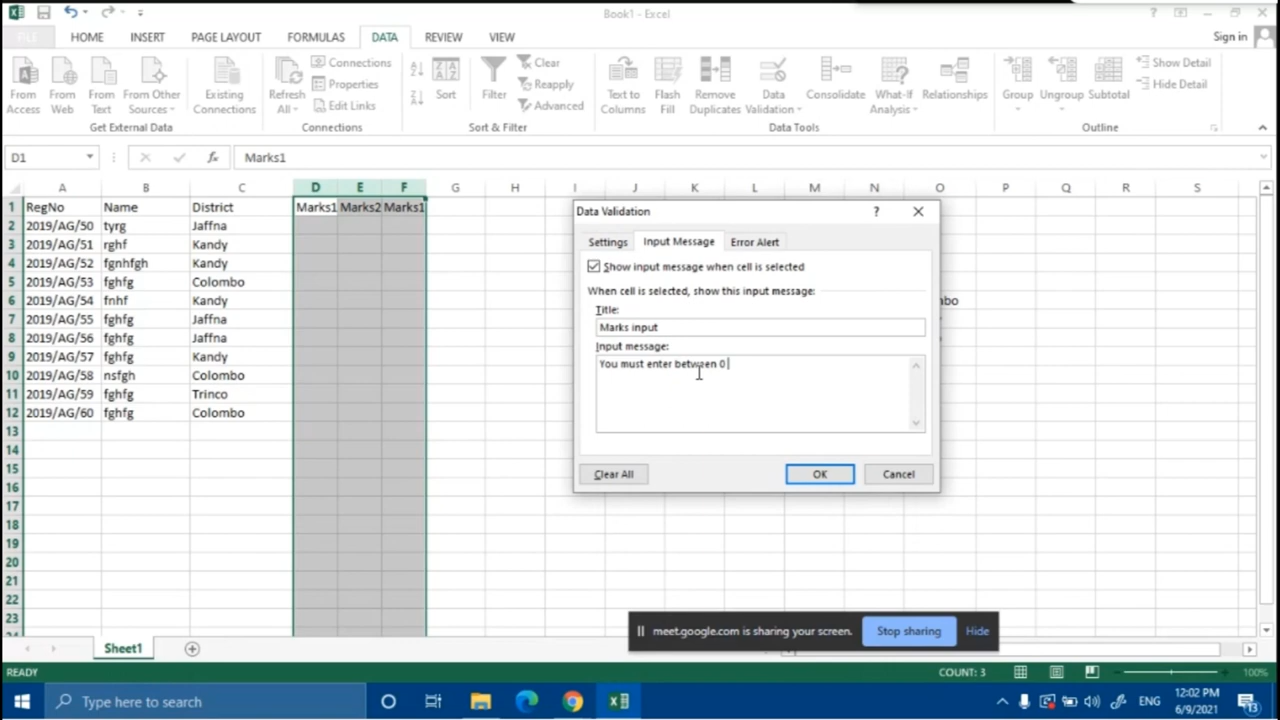 Book1 - Excel
FILE HOME INSERT PAGE LAYOUT FORMULAS DATA REVIEW VIEW Sign in
From Access
From Web
From Text
From Other Sources
Existing Connections
Get External Data
Refresh All
Connections
Properties
Edit Links
Connections
Sort
Filter
Clear
Reapply
Advanced
Sort & Filter
Text to Columns
Flash Fill
Remove Duplicates
Data Validation
Consolidate
What-If Analysis
Relationships
Data Tools
Group
Ungroup
Subtotal
Show Detail
Hide Detail
Outline
D1 fx Marks1
A B C D E F G H I J K L M N O P Q R S
1 RegNo Name District Marks1 Marks2 Marks1
2 2019/AG/50 tyrg Jaffna
3 2019/AG/51 rghf Kandy
4 2019/AG/52 fgnhfgh Kandy
5 2019/AG/53 fghfg Colombo
6 2019/AG/54 fnhf Kandy
7 2019/AG/55 fghfg Jaffna
8 2019/AG/56 fghfg Jaffna
9 2019/AG/57 fghfg Kandy
10 2019/AG/58 nsfgh Colombo
11 2019/AG/59 fghfg Trinco
12 2019/AG/60 fghfg Colombo
13
14
15
16
17
18
19
20
21
22
23
Data Validation ?
Settings Input Message Error Alert
Show input message when cell is selected
When cell is selected, show this input message:
Title:
Marks input
Input message:
You must enter between 0
Clear All OK Cancel
meet.google.com is sharing your screen. Stop sharing Hide
Sheet1
READY COUNT: 3 100%
Type here to search
ENG
12:02 PM
6/9/2021
13